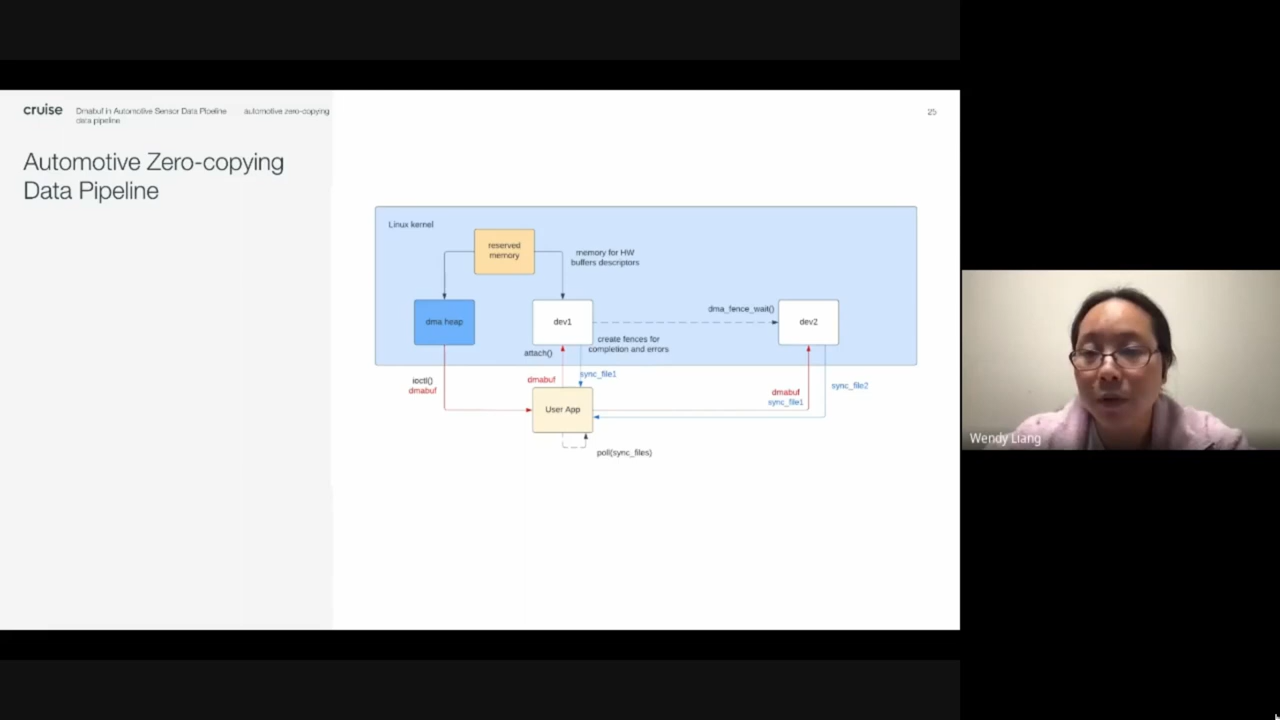 cruise
Dmabuf in Automotive Sensor Data Pipeline automotive zero-copying
data pipeline
25
Automotive Zero-copying
Data Pipeline
Linux kernel
reserved
memory
memory for HW
buffers descriptors
dma heap
dev1
dma_fence_wait()
dev2
create fences for
completion and errors
attach()
ioctl()
dmabuf
dmabuf
sync_file1
User App
dmabuf
sync_file1
sync_file2
poll(sync_files)
Wendy Liang